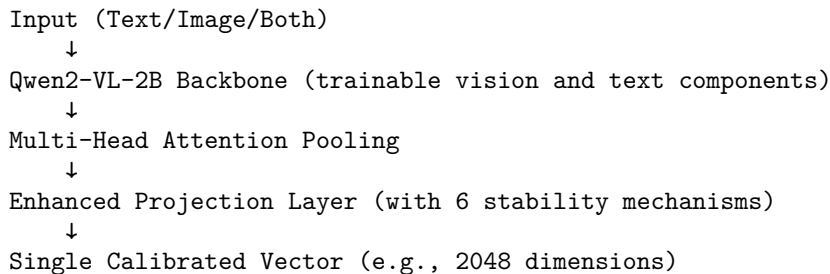 Input (Text/Image/Both)
↓
Qwen2-VL-2B Backbone (trainable vision and text components)
↓
Multi-Head Attention Pooling
↓
Enhanced Projection Layer (with 6 stability mechanisms)
↓
Single Calibrated Vector (e.g., 2048 dimensions)